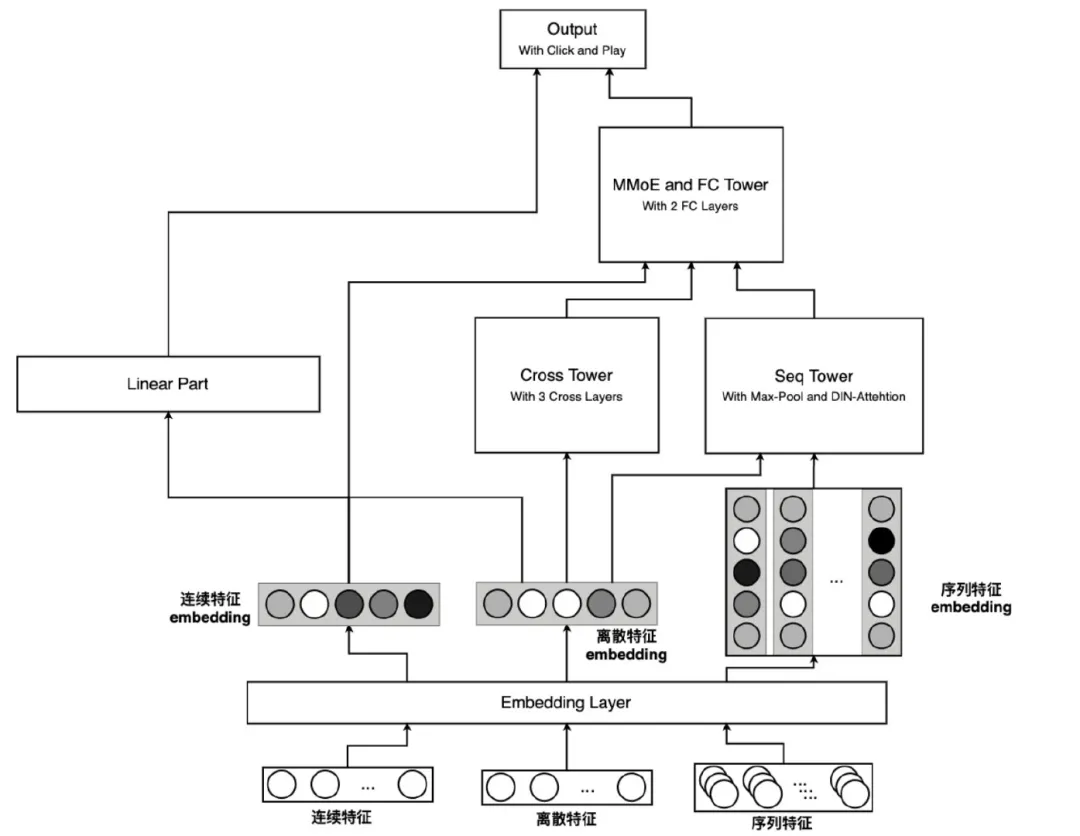 Output
With Click and Play
MMoE and FC Tower
With 2 FC Layers
Linear Part
Cross Tower
With 3 Cross Layers
Seq Tower
With Max-Pool and DIN-Attehtion
...
连续特征
embedding
离散特征
embedding
序列特征
embedding
Embedding Layer
...
...
连续特征
离散特征
序列特征